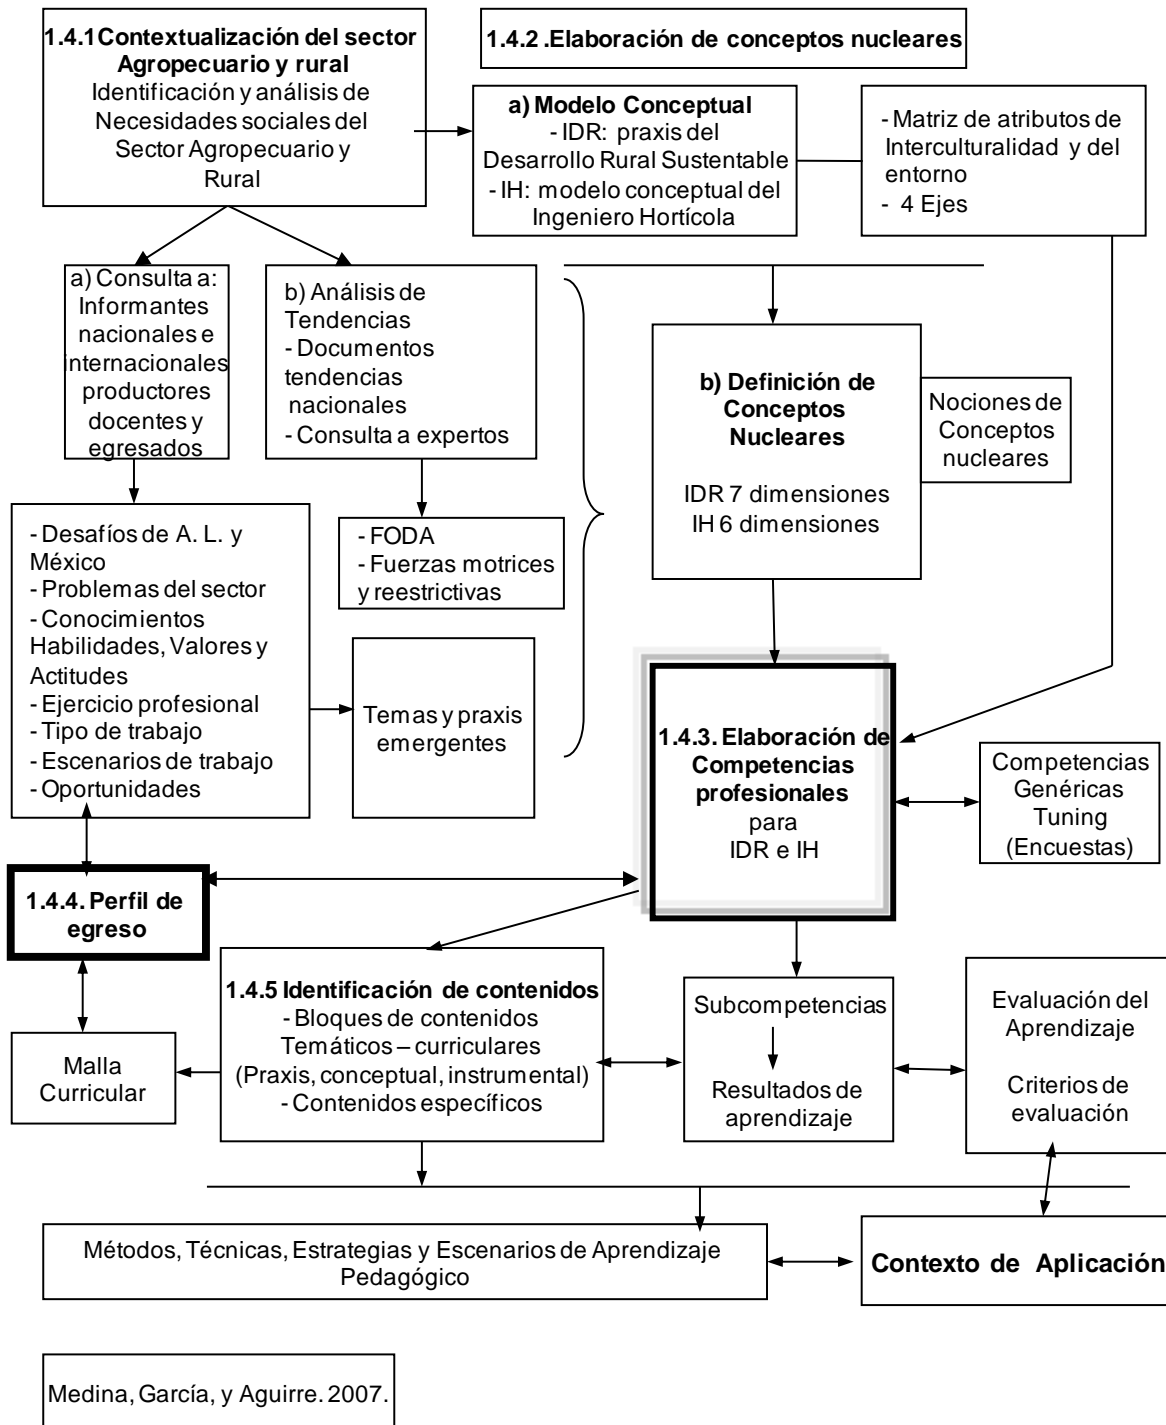 1.4.1 Contextualización del sector
Agropecuario y rural
Identificación y análisis de
Necesidades sociales del
Sector Agropecuario y
Rural
1.4.2 .Elaboración de conceptos nucleares
a) Modelo Conceptual
- IDR: praxis del
Desarrollo Rural Sustentable
- IH: modelo conceptual del
Ingeniero Hortícola
- Matriz de atributos de
Interculturalidad y del
entorno
- 4 Ejes
a) Consulta a:
Informantes
nacionales e
internacionales
productores
docentes y
egresados
b) Análisis de
Tendencias
- Documentos
tendencias
nacionales
- Consulta a expertos
b) Definición de
Conceptos
Nucleares
IDR 7 dimensiones
IH 6 dimensiones
Nociones de
Conceptos
nucleares
- Desafíos de A. L. y
México
- Problemas del sector
- Conocimientos
Habilidades, Valores y
Actitudes
- Ejercicio profesional
- Tipo de trabajo
- Escenarios de trabajo
- Oportunidades
- FODA
- Fuerzas motrices
y reestrictivas
Temas y praxis
emergentes
1.4.3. Elaboración de
Competencias
profesionales
para
IDR e IH
Competencias
Genéricas
Tuning
(Encuestas)
1.4.4. Perfil de
egreso
1.4.5 Identificación de contenidos
- Bloques de contenidos
Temáticos – curriculares
(Praxis, conceptual, instrumental)
- Contenidos específicos
Subcompetencias
Resultados de
aprendizaje
Evaluación del
Aprendizaje
Criterios de
evaluación
Malla
Curricular
Métodos, Técnicas, Estrategias y Escenarios de Aprendizaje
Pedagógico
Contexto de Aplicación
Medina, García, y Aguirre. 2007.